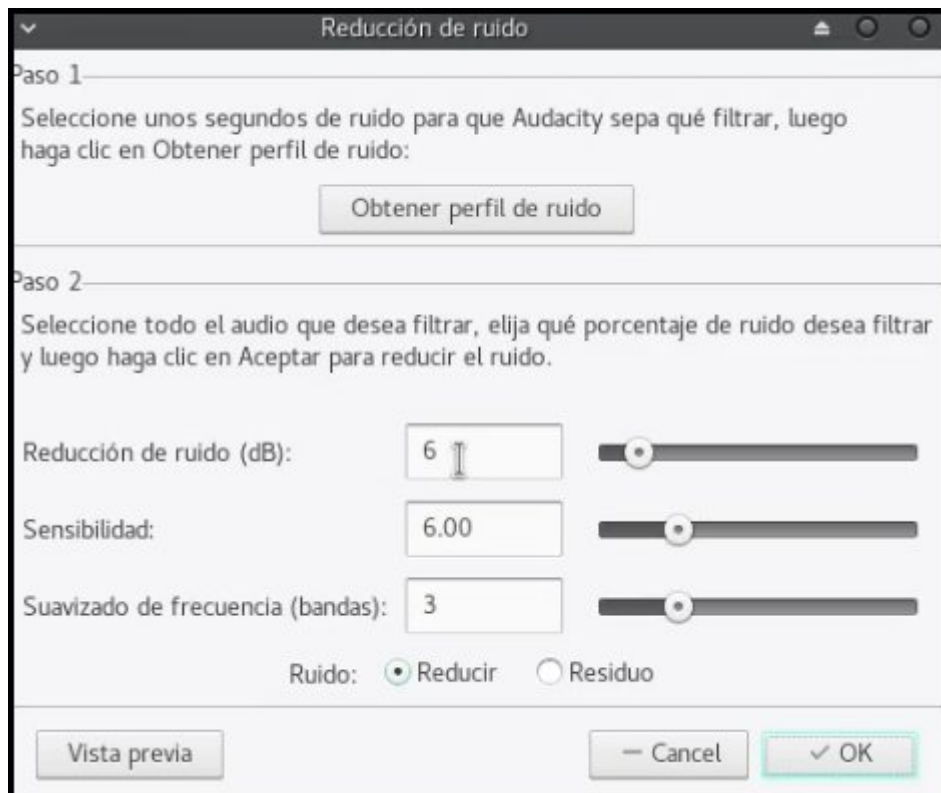 Reducción de ruido
Paso 1
Seleccione unos segundos de ruido para que Audacity sepa qué filtrar, luego
haga clic en Obtener perfil de ruido:
Obtener perfil de ruido
Paso 2
Seleccione todo el audio que desea filtrar, elija qué porcentaje de ruido desea filtrar
y luego haga clic en Aceptar para reducir el ruido.
Reducción de ruido (dB): 6
Sensibilidad: 6.00
Suavizado de frecuencia (bandas): 3
Ruido: Reducir Residuo
Vista previa Cancel OK